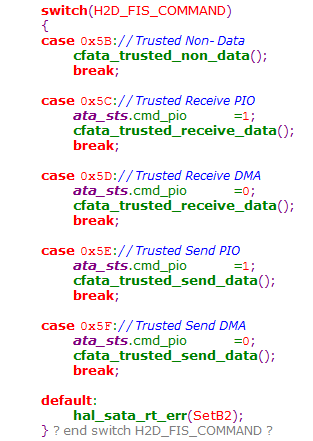 switch(H2D_FIS_COMMAND)
{
case 0x5B://Trusted Non-Data
cfata_trusted_non_data();
break;
case 0x5C://Trusted Receive PIO
ata_sts.cmd_pio =1;
cfata_trusted_receive_data();
break;
case 0x5D://Trusted Receive DMA
ata_sts.cmd_pio =0;
cfata_trusted_receive_data();
break;
case 0x5E://Trusted Send PIO
ata_sts.cmd_pio =1;
cfata_trusted_send_data();
break;
case 0x5F://Trusted Send DMA
ata_sts.cmd_pio =0;
cfata_trusted_send_data();
break;
default:
hal_sata_rt_err(SetB2);
} ? end switch H2D_FIS_COMMAND ?